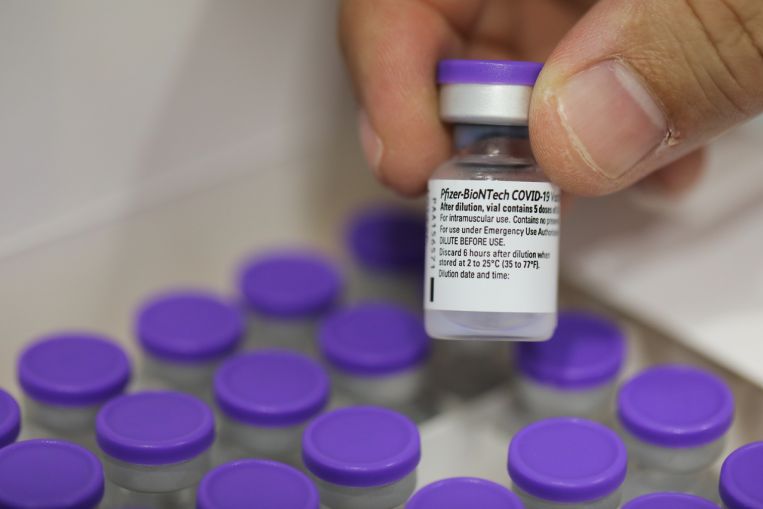 Pfizer-BioNTech COVID-19
After dilution, vial contains 5 doses
For intramuscular use. Contains no
For use under Emergency Use
DILUTE BEFORE USE.
Discard 6 hours after dilution when
stored at 2 to 25°C (35 to 77°F).
Dilution date and time:
PAA156571